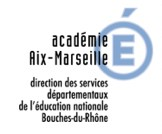 académie
Aix-Marseille
direction des services
départementaux
de l'éducation nationale
Bouches-du-Rhône